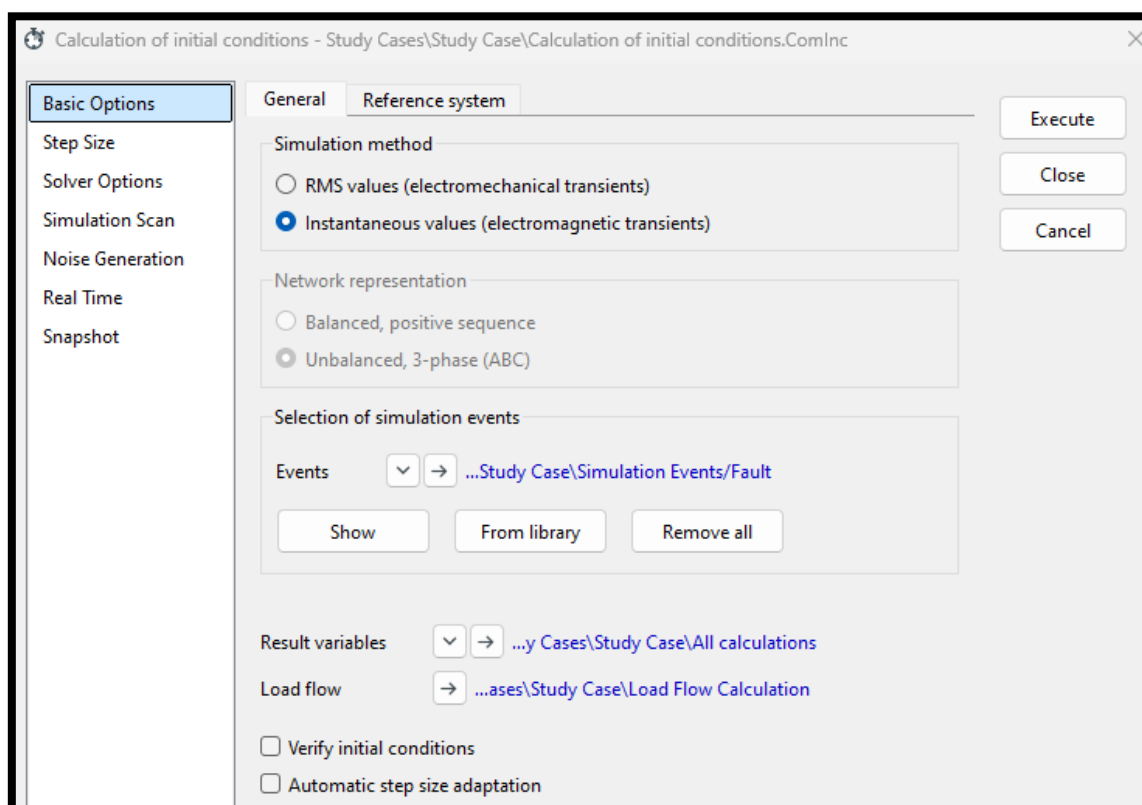 Calculation of initial conditions - Study Cases\Study Case\Calculation of initial conditions.ComInc
Basic Options
Step Size
Solver Options
Simulation Scan
Noise Generation
Real Time
Snapshot
General
Reference system
Simulation method
RMS values (electromechanical transients)
Instantaneous values (electromagnetic transients)
Network representation
Balanced, positive sequence
Unbalanced, 3-phase (ABC)
Selection of simulation events
Events ...Study Case\Simulation Events/Fault
Show From library Remove all
Result variables ...y Cases\Study Case\All calculations
Load flow ...ases\Study Case\Load Flow Calculation
Verify initial conditions
Automatic step size adaptation
Execute
Close
Cancel